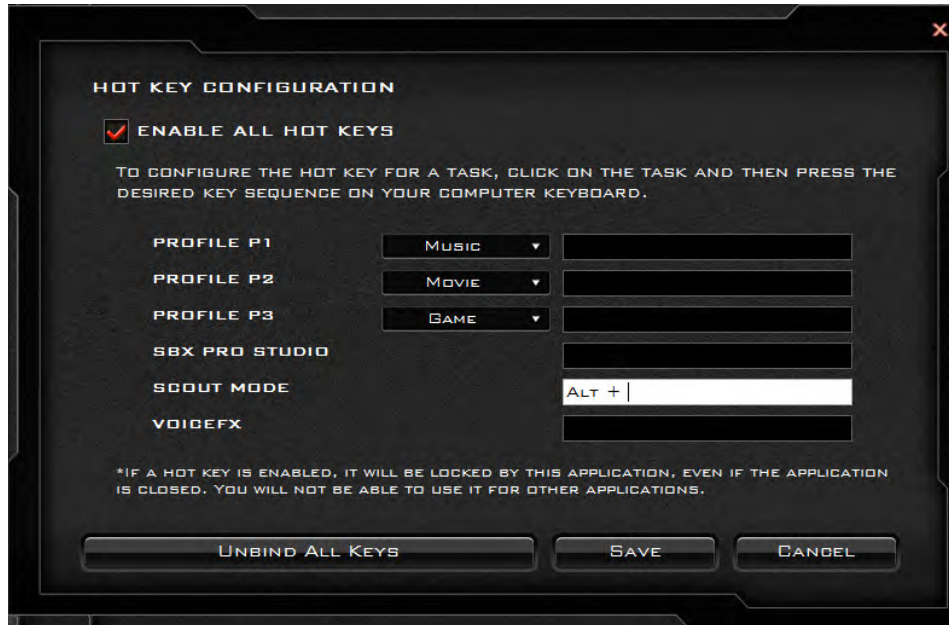 X
HOT KEY CONFIGURATION
ENABLE ALL HOT KEYS
TO CONFIGURE THE HOT KEY FOR A TASK, CLICK ON THE TASK AND THEN PRESS THE
DESIRED KEY SEQUENCE ON YOUR COMPUTER KEYBOARD.
PROFILE P1 MUSIC
PROFILE P2 MOVIE
PROFILE P3 GAME
SBX PRO STUDIO
SCOUT MODE ALT +
VOICEFX
*IF A HOT KEY IS ENABLED, IT WILL BE LOCKED BY THIS APPLICATION, EVEN IF THE APPLICATION
IS CLOSED. YOU WILL NOT BE ABLE TO USE IT FOR OTHER APPLICATIONS.
UNBIND ALL KEYS SAVE CANCEL